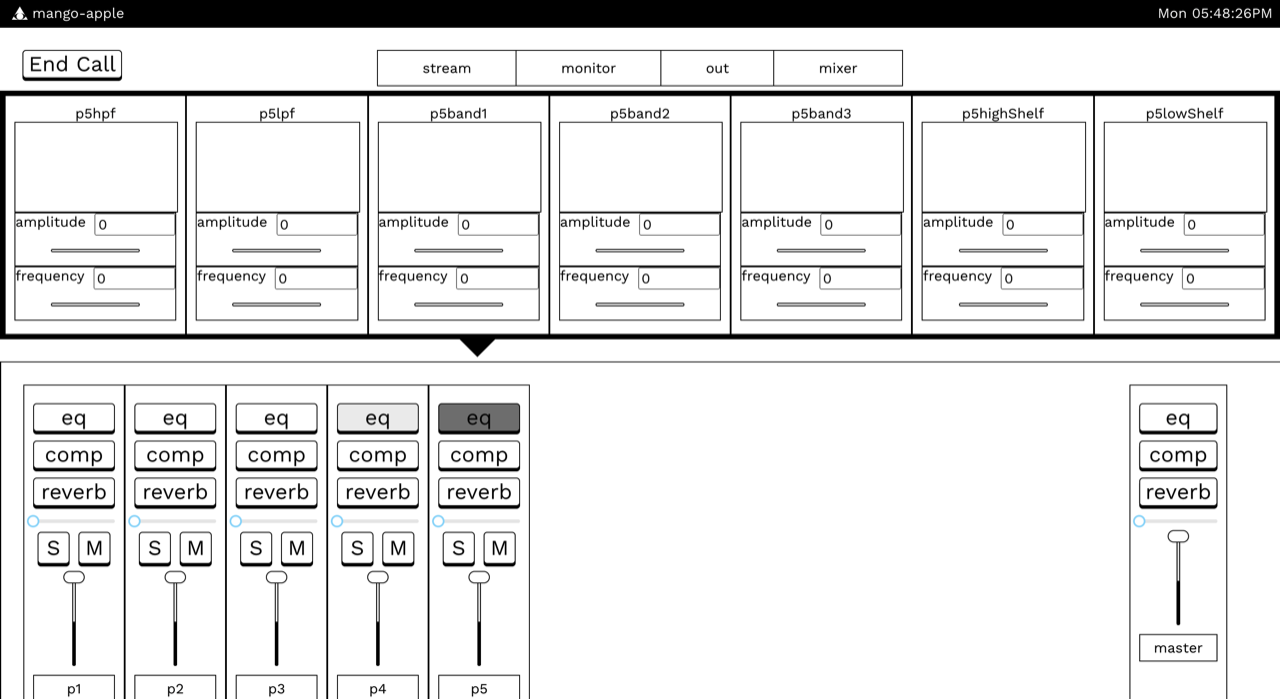 mango-apple Mon 05:48:26PM
End Call stream monitor out mixer
p5hpf p5lpf p5band1 p5band2 p5band3 p5highShelf p5lowShelf
amplitude 0 amplitude 0 amplitude 0 amplitude 0 amplitude 0 amplitude 0 amplitude 0
frequency 0 frequency 0 frequency 0 frequency 0 frequency 0 frequency 0 frequency 0
eq eq eq eq eq eq
comp comp comp comp comp comp
reverb reverb reverb reverb reverb reverb
S M S M S M S M S M
master
p1 p2 p3 p4 p5